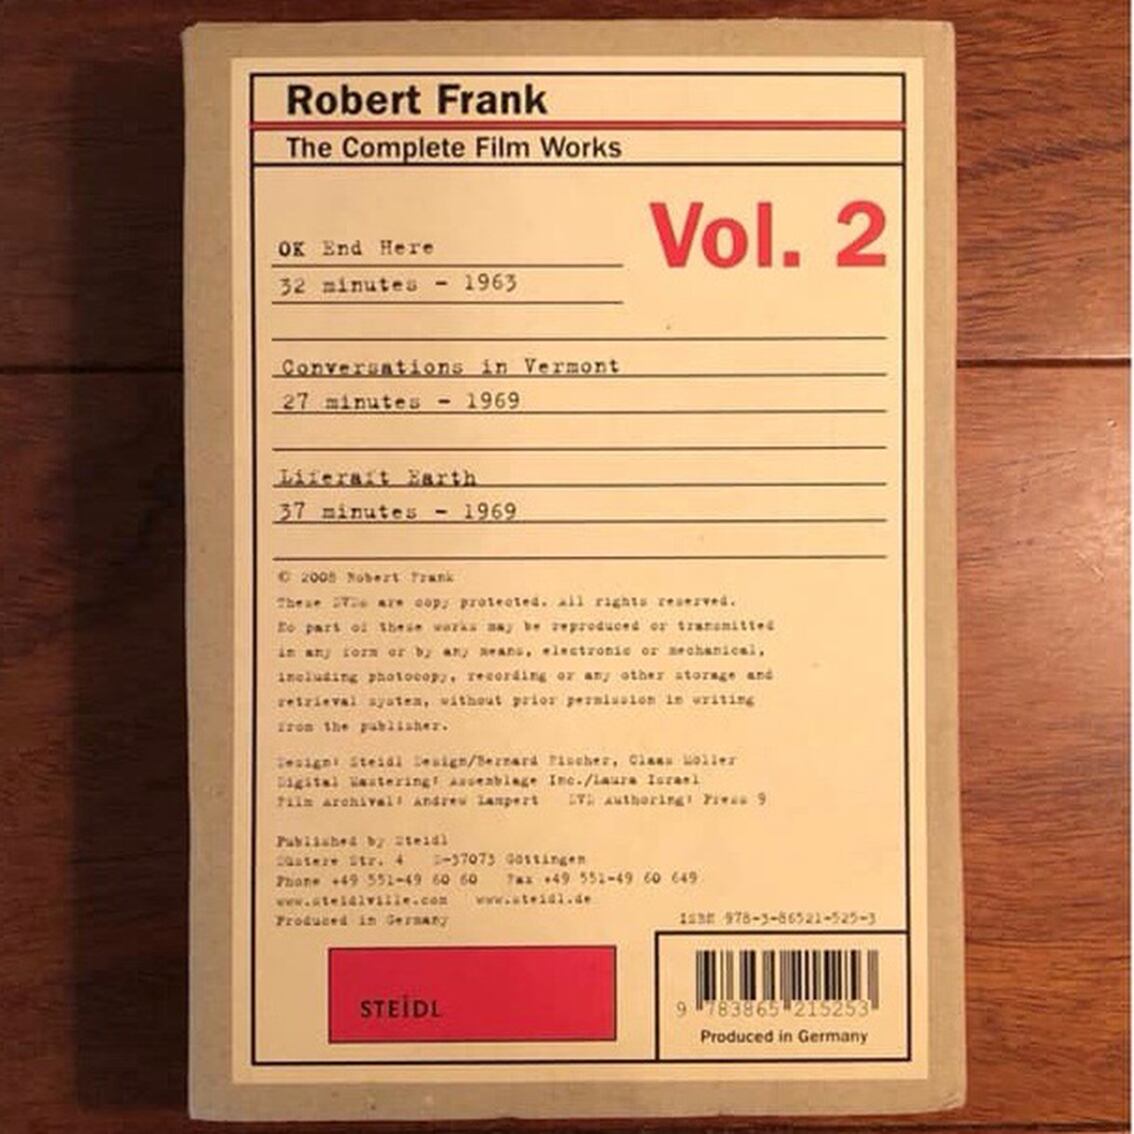 Robert Frank
The Complete Film Works
Vol. 2
OK End Here
32 minutes - 1963
Conversations in Vermont
27 minutes - 1969
Liferaft Earth
37 minutes - 1969
© 2008 Robert Frank
These DVDs are copy protected. All rights reserved.
No part of these works may be reproduced or transmitted
in any form or by any means, electronic or mechanical,
including photocopy, recording or any other storage and
retrieval system, without prior permission in writing
from the publisher.
Design: Steidl Design/Bernard Fischer, Claas Möller
Digital Mastering: Assemblage Inc./Laura Israel
Film Archival: Andrew Lampert DVD Authoring: Press 9
Published by Steidl
Düstere Str. 4 D-37073 Göttingen
Phone +49 551-49 60 60 Fax +49 551-49 60 649
www.steidlville.com www.steidl.de
Produced in Germany
ISBN 978-3-86521-525-3
STEIDL
9 783865 215253
Produced in Germany